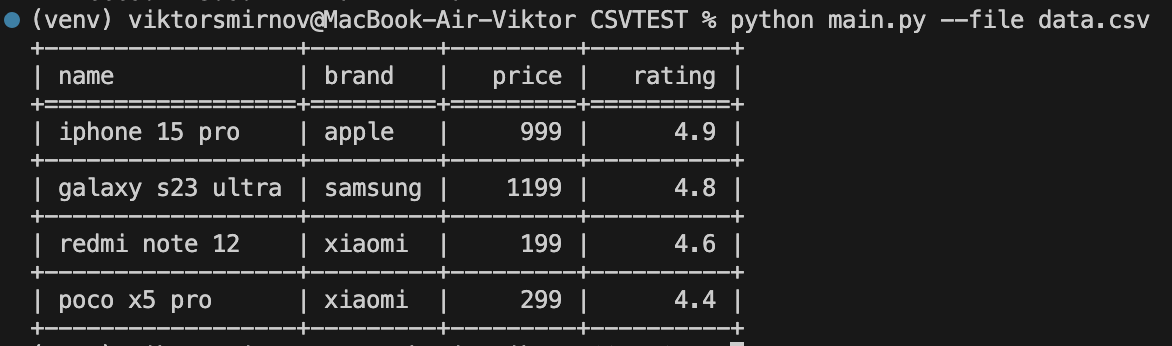 (venv) viktorsmirnov@MacBook-Air-Viktor CSVTEST % python main.py --file data.csv
+------------------+---------+---------+----------+
| name             | brand   |   price |   rating |
+==================+=========+=========+==========+
| iphone 15 pro    | apple   |     999 |      4.9 |
+------------------+---------+---------+----------+
| galaxy s23 ultra | samsung |    1199 |      4.8 |
+------------------+---------+---------+----------+
| redmi note 12    | xiaomi  |     199 |      4.6 |
+------------------+---------+---------+----------+
| poco x5 pro      | xiaomi  |     299 |      4.4 |
+------------------+---------+---------+----------+